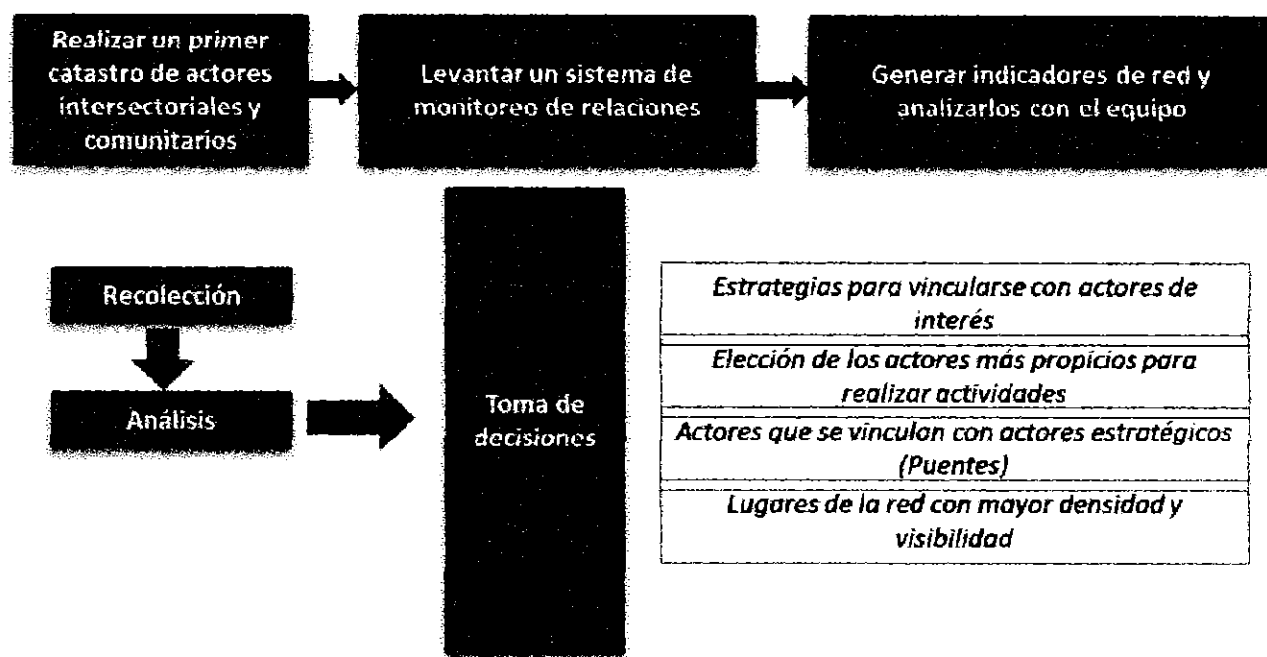 Realizar un primer
catastro de actores
intersectoriales y
comunitarios
Levantar un sistema de
monitoreo de relaciones
Generar indicadores de red y
analizarlos con el equipo
Recolección
Análisis
Toma de
decisiones
Estrategias para vincularse con actores de
interés
Elección de los actores más propicios para
realizar actividades
Actores que se vinculan con actores estratégicos
(Puentes)
Lugares de la red con mayor densidad y
visibilidad